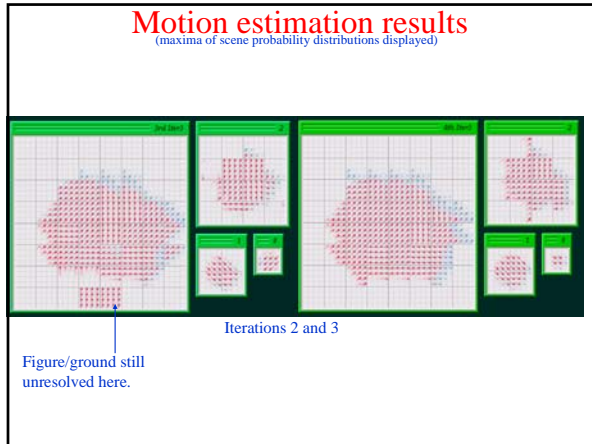 Motion estimation results
(maxima of scene probability distributions displayed)
Iterations 2 and 3
Figure/ground still
unresolved here.